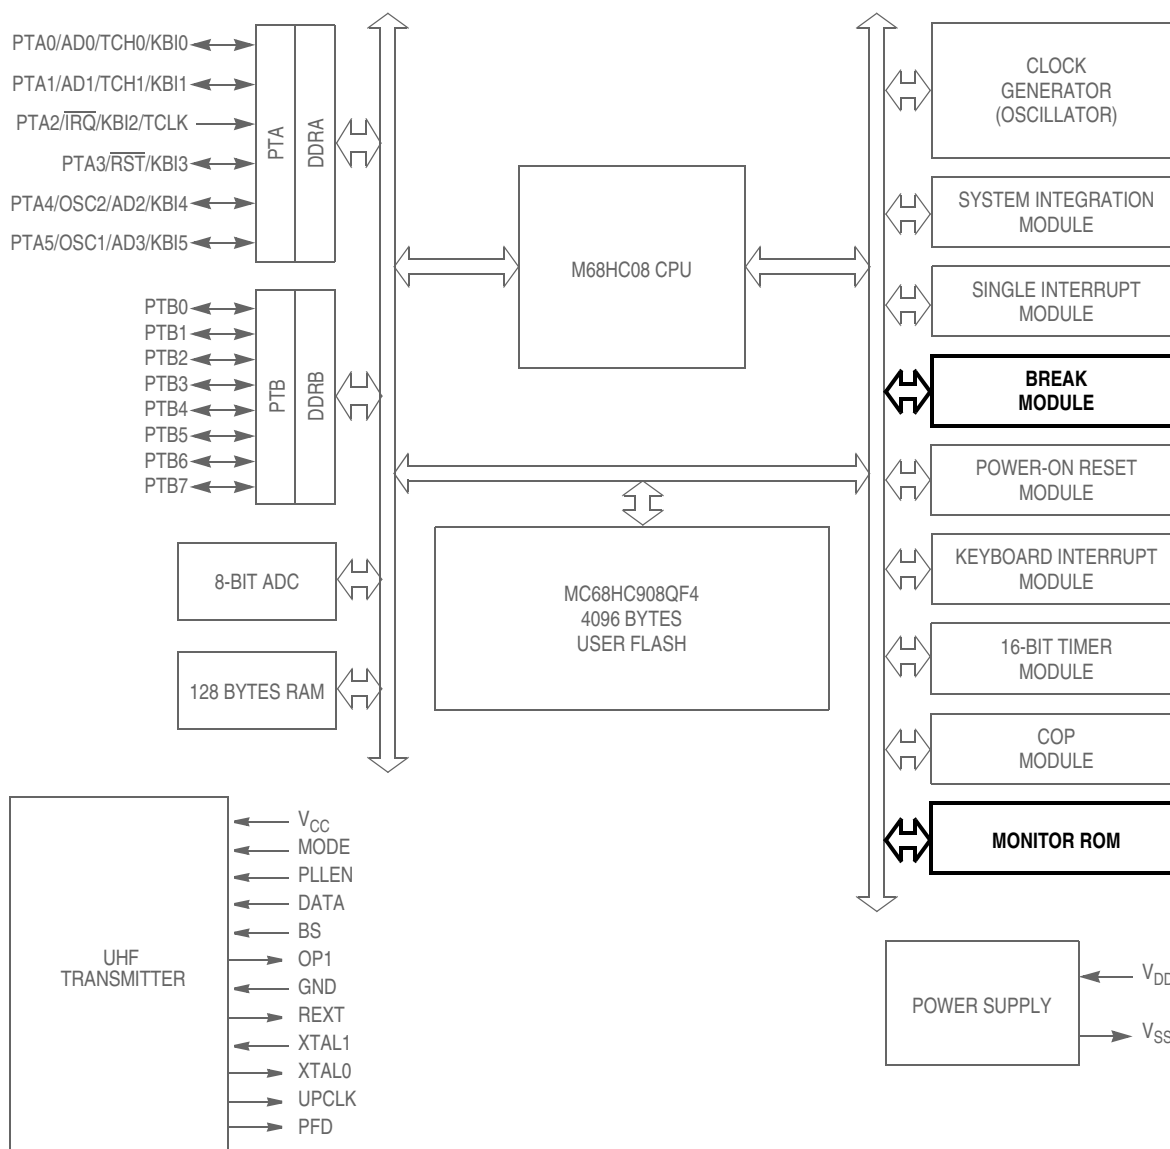 PTA0/AD0/TCH0/KBI0
PTA1/AD1/TCH1/KBI1
PTA2/I̅R̅Q̅/KBI2/TCLK
PTA3/R̅S̅T̅/KBI3
PTA4/OSC2/AD2/KBI4
PTA5/OSC1/AD3/KBI5
PTA
DDRA
PTB0
PTB1
PTB2
PTB3
PTB4
PTB5
PTB6
PTB7
PTB
DDRB
8-BIT ADC
128 BYTES RAM
M68HC08 CPU
MC68HC908QF4
4096 BYTES
USER FLASH
CLOCK
GENERATOR
(OSCILLATOR)
SYSTEM INTEGRATION
MODULE
SINGLE INTERRUPT
MODULE
BREAK
MODULE
POWER-ON RESET
MODULE
KEYBOARD INTERRUPT
MODULE
16-BIT TIMER
MODULE
COP
MODULE
MONITOR ROM
UHF
TRANSMITTER
VCC
MODE
PLLEN
DATA
BS
OP1
GND
REXT
XTAL1
XTAL0
UPCLK
PFD
POWER SUPPLY
VDD
VSS